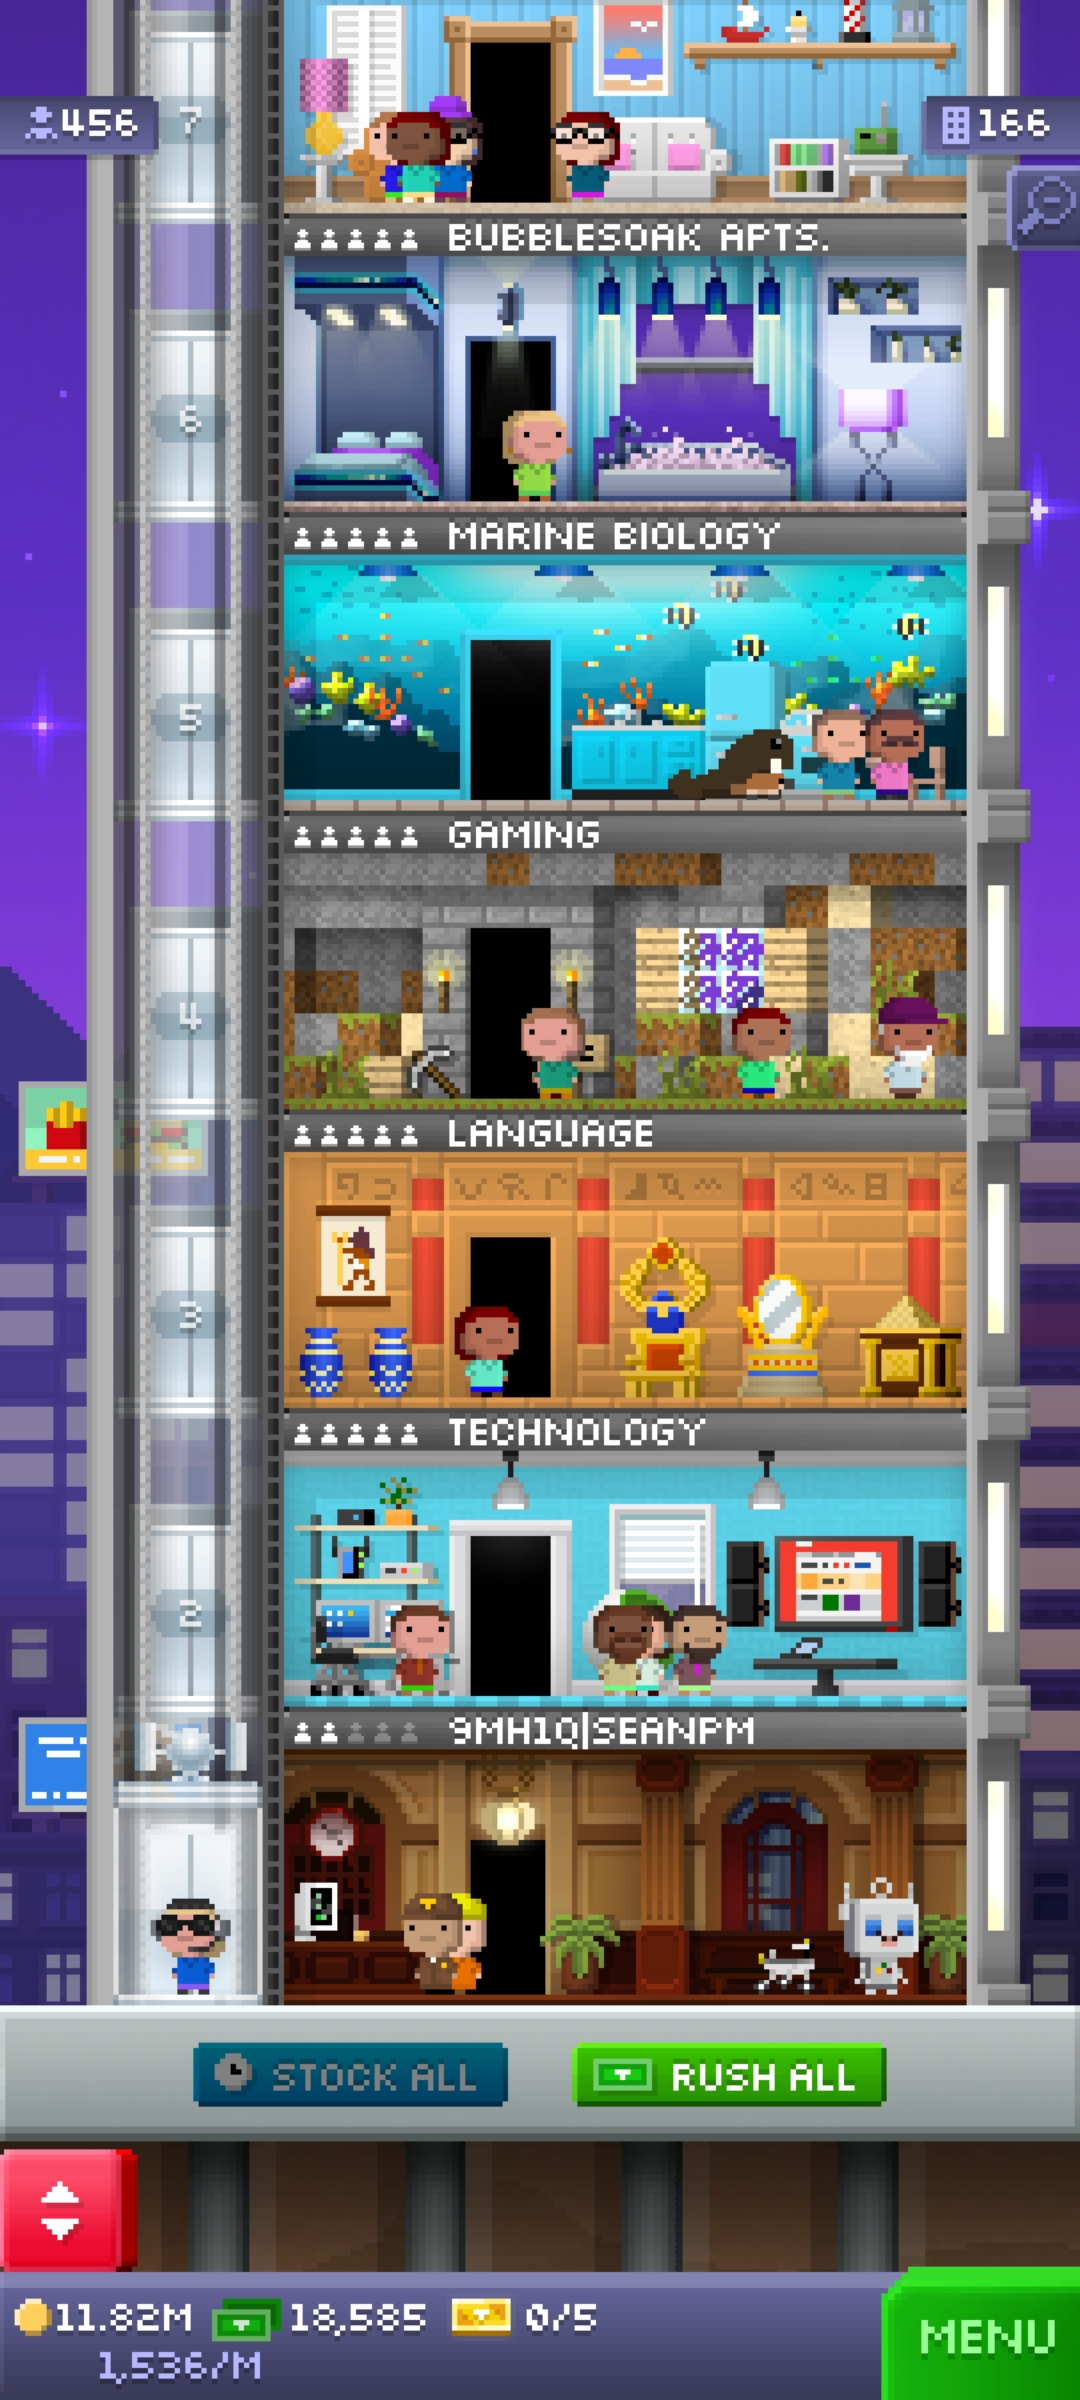 7
456
166
BUBBLESOAK APTS.
6
MARINE BIOLOGY
5
GAMING
4
LANGUAGE
3
TECHNOLOGY
2
9MH1Q|SEANPM
STOCK ALL
RUSH ALL
11.82M 18,585 0/5
1,536/M
MENU